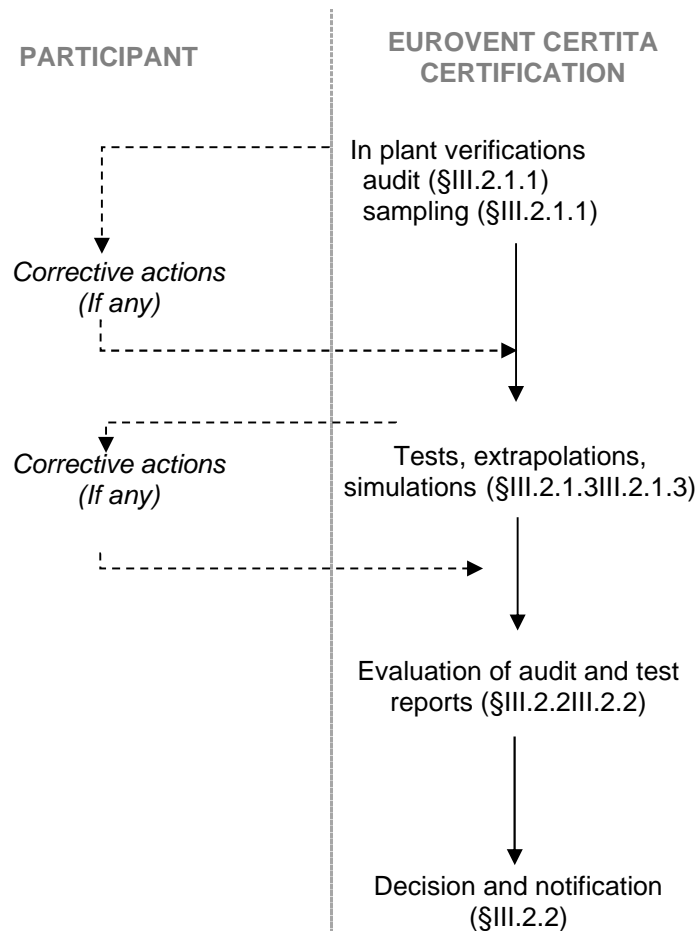 PARTICIPANT
EUROVENT CERTITA
CERTIFICATION
In plant verifications
audit (§III.2.1.1)
sampling (§III.2.1.1)
Corrective actions
(If any)
Tests, extrapolations,
simulations (§III.2.1.3III.2.1.3)
Corrective actions
(If any)
Evaluation of audit and test
reports (§III.2.2III.2.2)
Decision and notification
(§III.2.2)